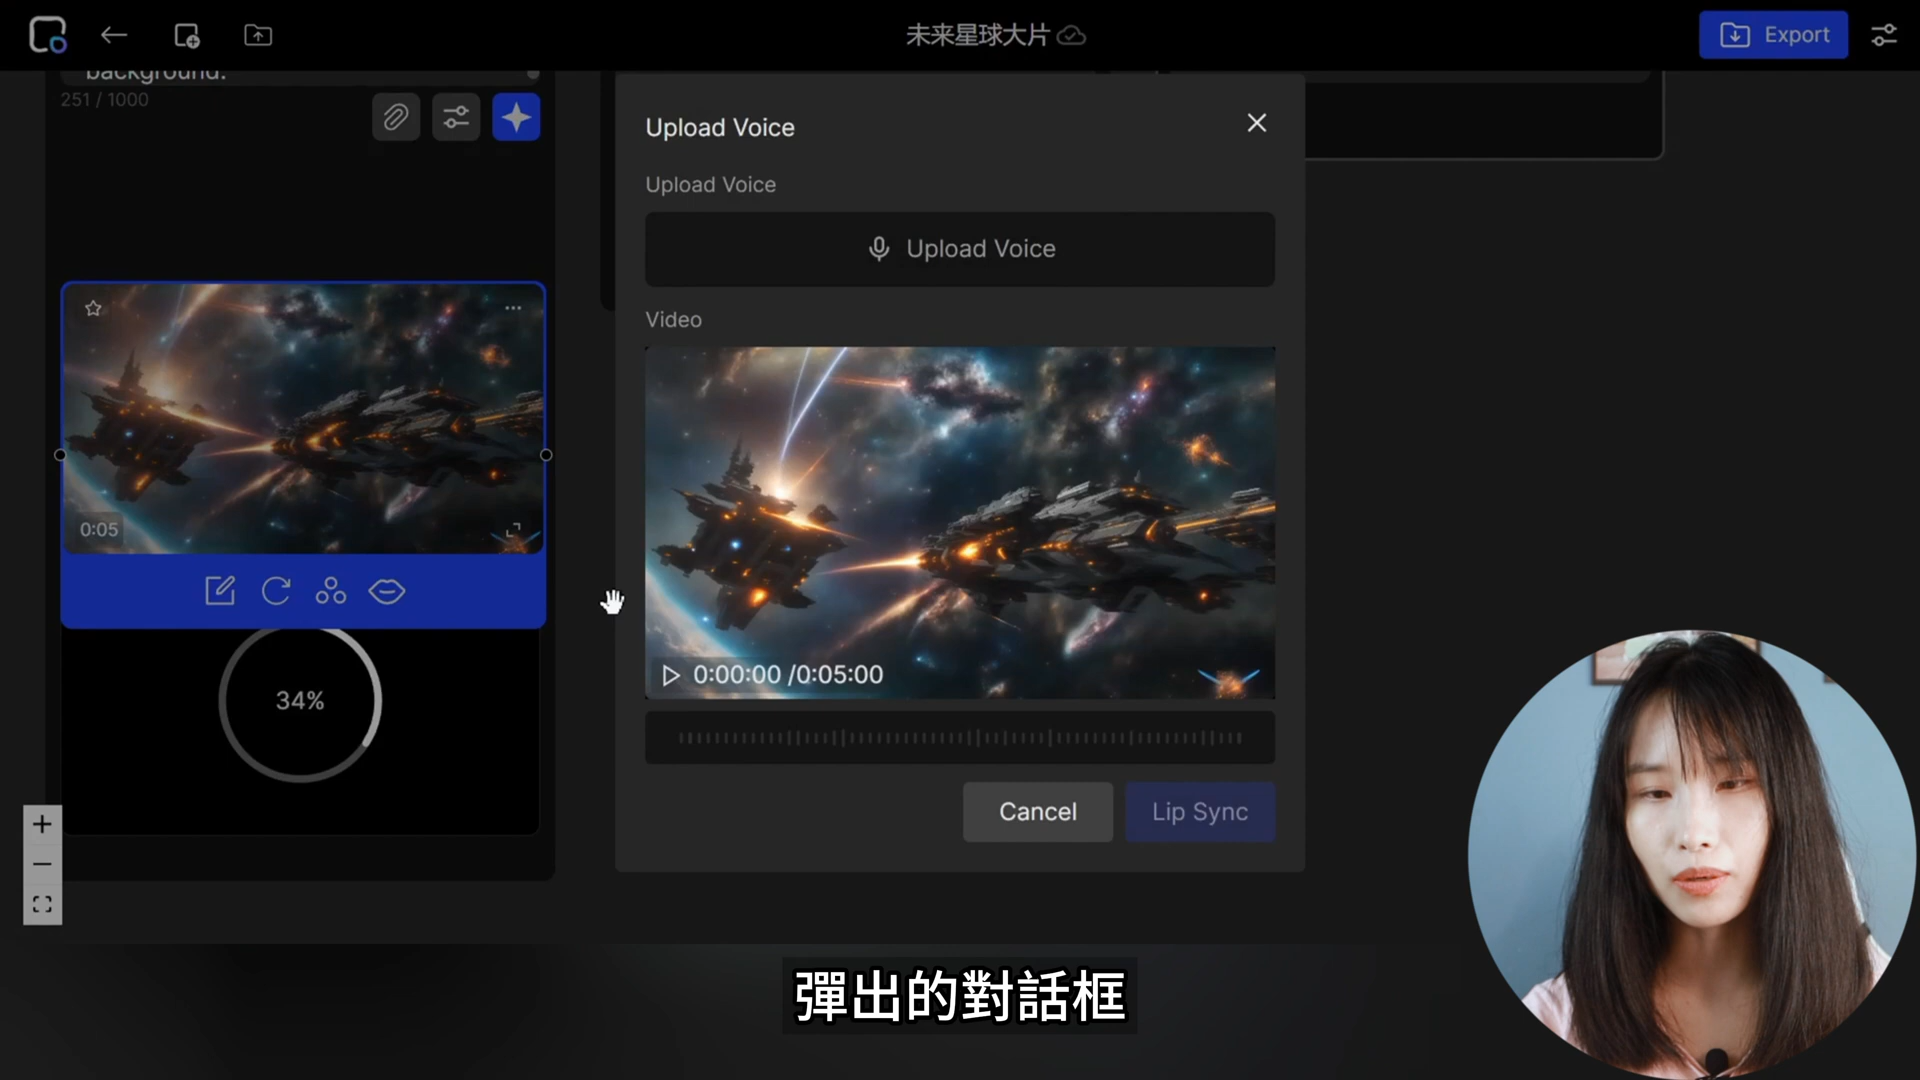 未来星球大片
Export
background.
251 / 1000
Upload Voice
Upload Voice
Upload Voice
Video
0:05
0:00:00 /0:05:00
34%
Cancel
Lip Sync
彈出的對話框